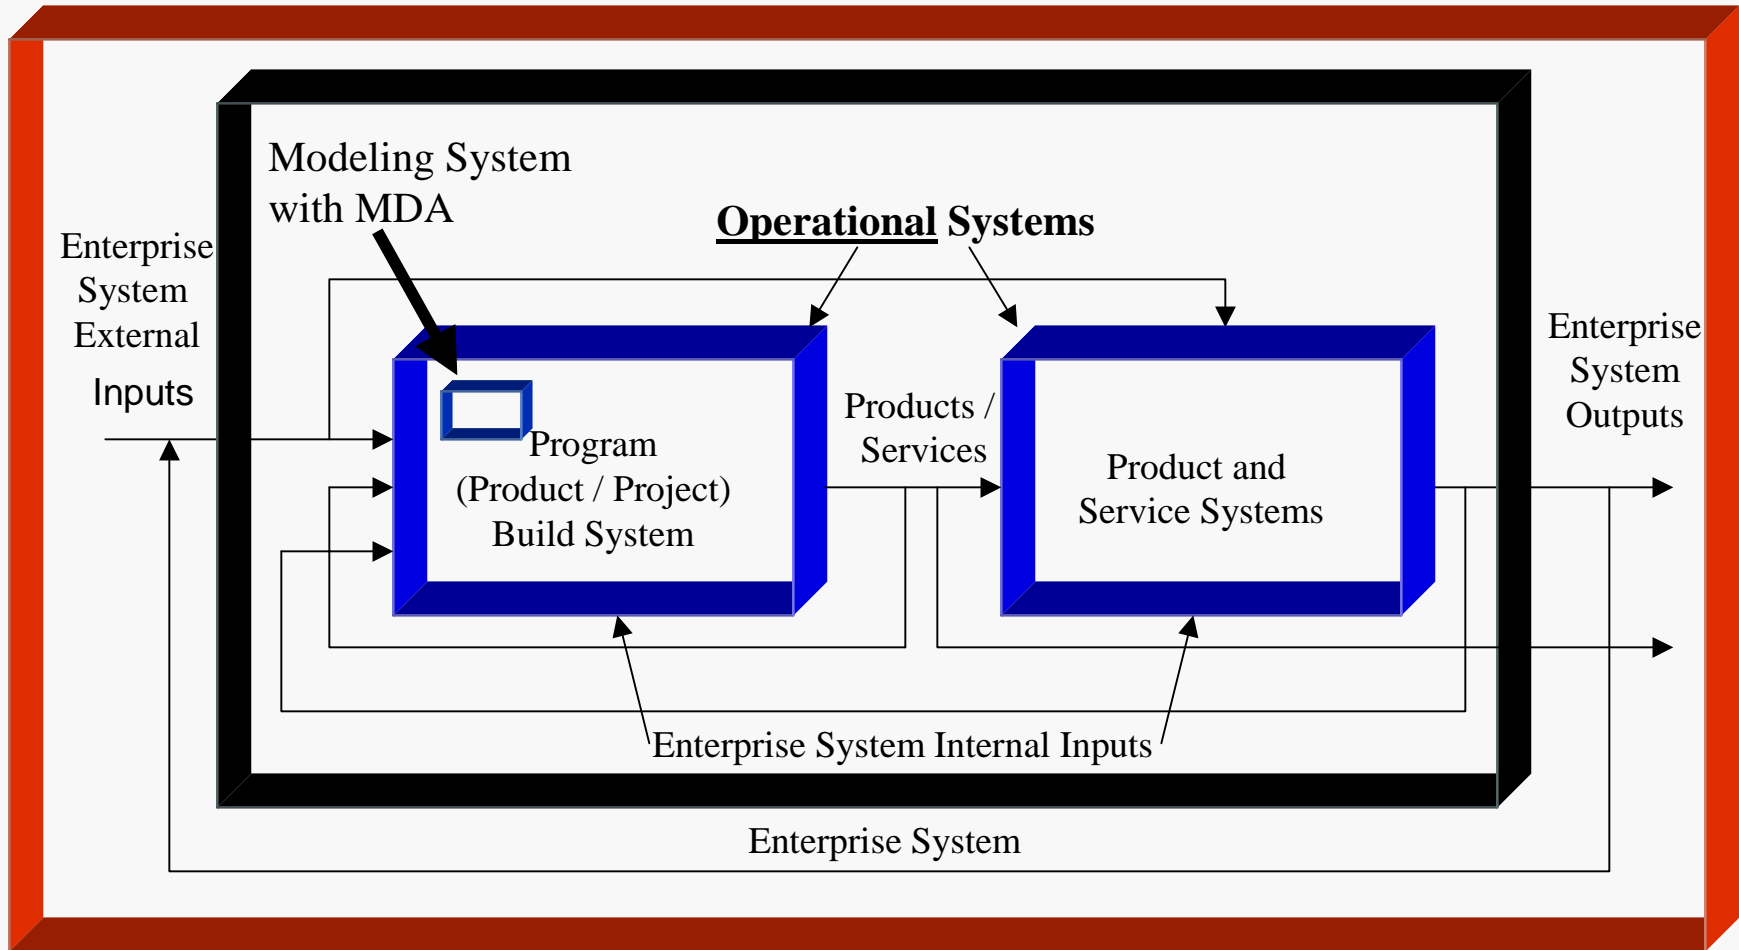 Modeling System
with MDA
Operational Systems
Enterprise
System
External
Inputs
Enterprise
System
Outputs
Products /
Services
Program
(Product / Project)
Build System
Product and
Service Systems
Enterprise System Internal Inputs
Enterprise System